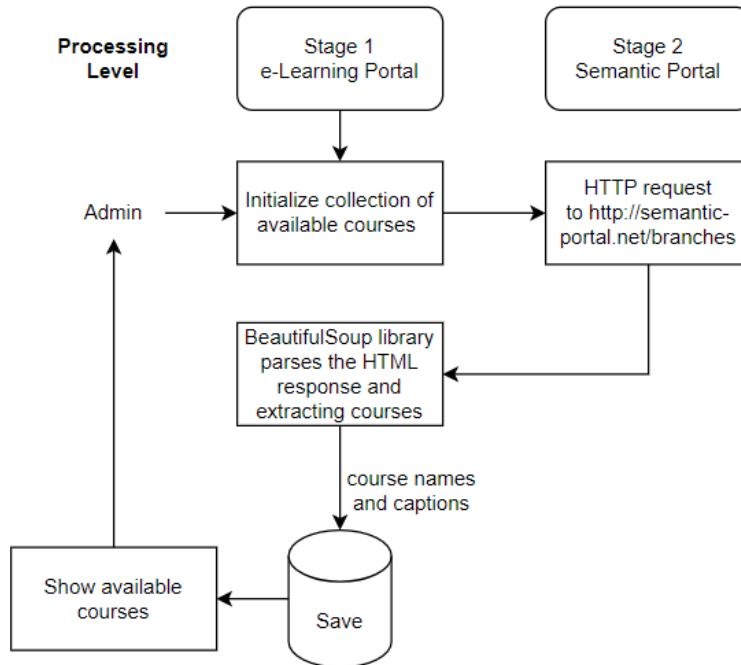 Processing
Level
Stage 1
e-Learning Portal
Stage 2
Semantic Portal
Admin
Initialize collection of
available courses
HTTP request
to http://semantic-
portal.net/branches
BeautifulSoup library
parses the HTML
response and
extracting courses
course names
and captions
Show available
courses
Save